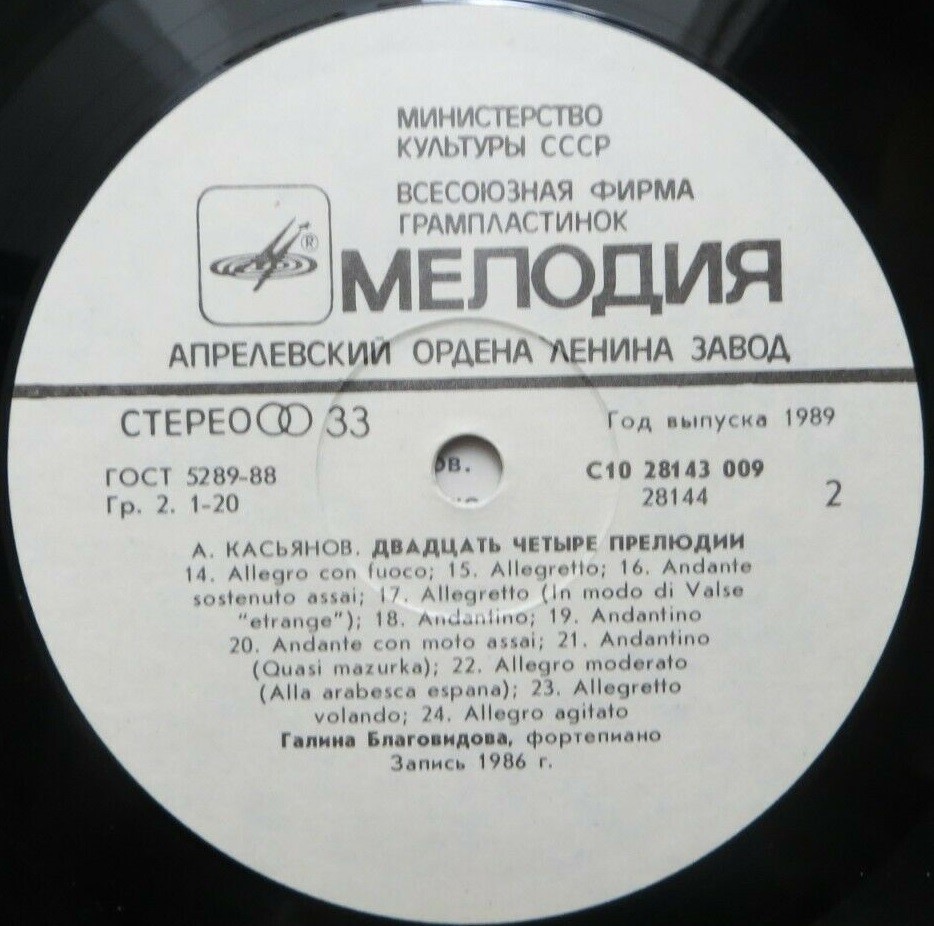 МИНИСТЕРСТВО
КУЛЬТУРЫ СССР
ВСЕСОЮЗНАЯ ФИРМА
ГРАМПЛАСТИНОК
®
МЕЛОДИЯ
АПРЕЛЕВСКИЙ ОРДЕНА ЛЕНИНА ЗАВОД
СТЕРЕО 33
Год выпуска 1989
ГОСТ 5289-88
Гр. 2. 1-20
С10 28143 009
28144
2
А. КАСЬЯНОВ. ДВАДЦАТЬ ЧЕТЫРЕ ПРЕЛЮДИИ
14. Allegro con fuoco; 15. Allegretto; 16. Andante
sostenuto assai; 17. Allegretto (In modo di Valse
"etrange"); 18. Andantino; 19. Andantino
20. Andante con moto assai; 21. Andantino
(Quasi mazurka); 22. Allegro moderato
(Alla arabesca espana); 23. Allegretto
volando; 24. Allegro agitato
Галина Благовидова, фортепиано
Запись 1986 г.